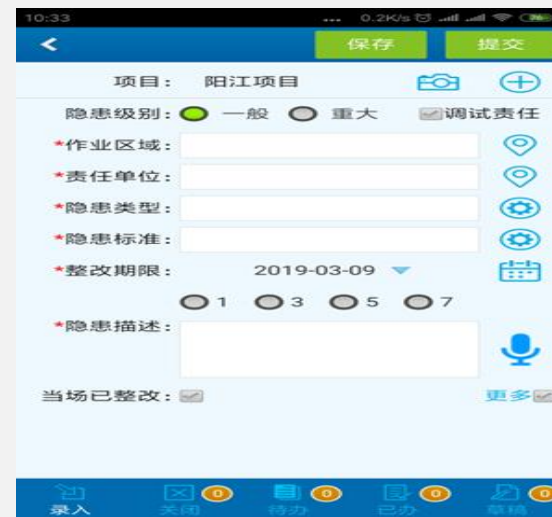 10:33 ... 0.2K/s
保存 提交
项目： 阳江项目
隐患级别： 一般 重大 调试责任
*作业区域：
*责任单位：
*隐患类型：
*隐患标准：
*整改期限： 2019-03-09
1 3 5 7
*隐患描述：
当场已整改： 更多
0 0 0 0
录入 关闭 待办 已办 草稿